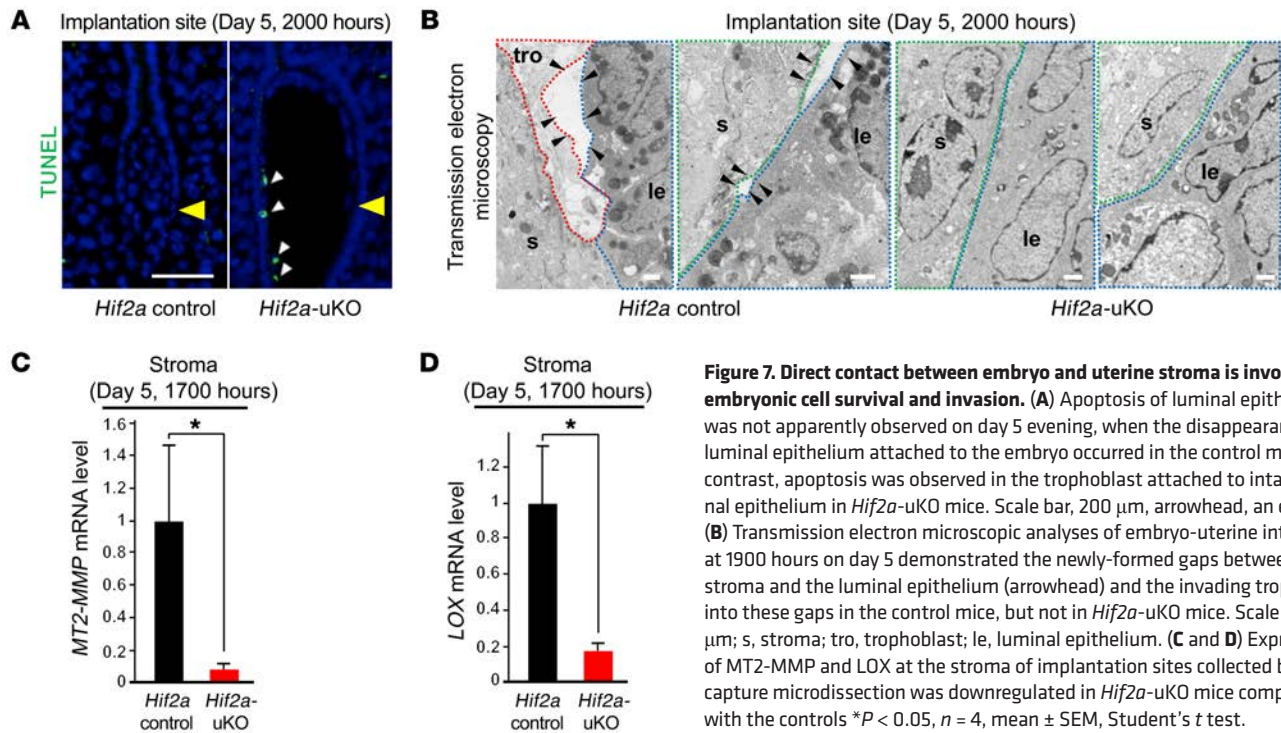 A
Implantation site (Day 5, 2000 hours)
TUNEL
Hif2a control
Hif2a-uKO
B
Implantation site (Day 5, 2000 hours)
Transmission electron
microscopy
tro
s
le
s
le
s
le
s
le
Hif2a control
Hif2a-uKO
C
Stroma
(Day 5, 1700 hours)
MT2-MMP mRNA level
1.6
1.4
1.2
1
0.8
0.6
0.4
0.2
0
*
Hif2a
control
Hif2a-
uKO
D
Stroma
(Day 5, 1700 hours)
LOX mRNA level
1.2
1
0.8
0.6
0.4
0.2
0
*
Hif2a
control
Hif2a-
uKO
Figure 7. Direct contact between embryo and uterine stroma is invo
embryonic cell survival and invasion. (A) Apoptosis of luminal epith
was not apparently observed on day 5 evening, when the disappearan
luminal epithelium attached to the embryo occurred in the control m
contrast, apoptosis was observed in the trophoblast attached to inta
nal epithelium in Hif2a-uKO mice. Scale bar, 200 μm, arrowhead, an e
(B) Transmission electron microscopic analyses of embryo-uterine int
at 1900 hours on day 5 demonstrated the newly-formed gaps betwee
stroma and the luminal epithelium (arrowhead) and the invading trop
into these gaps in the control mice, but not in Hif2a-uKO mice. Scale
μm; s, stroma; tro, trophoblast; le, luminal epithelium. (C and D) Expr
of MT2-MMP and LOX at the stroma of implantation sites collected b
capture microdissection was downregulated in Hif2a-uKO mice comp
with the controls *P < 0.05, n = 4, mean ± SEM, Student's t test.